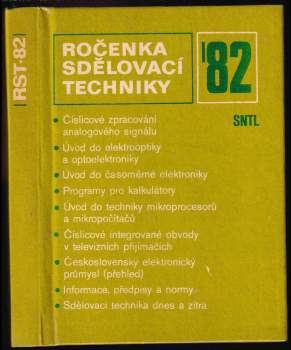 RST-82
ROČENKA
SDĚLOVACÍ
TECHNIKY
'82
SNTL
• Číslicové zpracování
analogového signálu
• Úvod do elektrooptiky
a optoelektroniky
• Úvod do časoměrné elektroniky
• Programy pro kalkulátory
• Úvod do techniky mikroprocesorů
a mikropočítačů
• Číslicové integrované obvody
v televizních přijímačích
• Československý elektronický
průmysl (přehled)
• Informace, předpisy a normy
• Sdělovací technika dnes a zítra